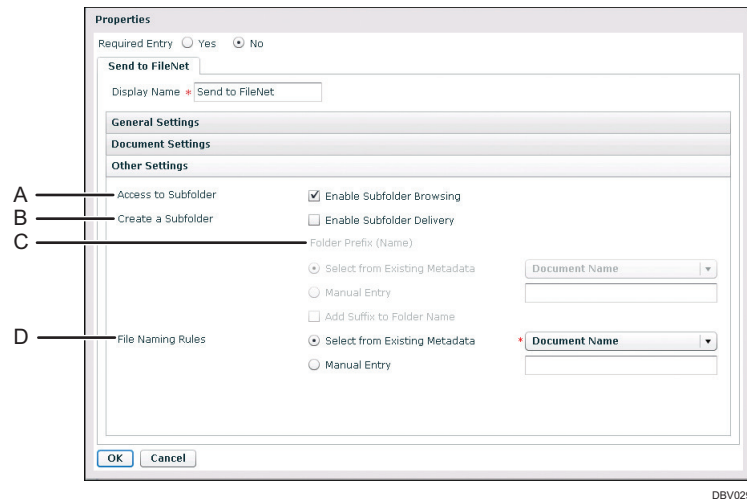 Properties
Required Entry Yes No
Send to FileNet
Display Name * Send to FileNet
General Settings
Document Settings
Other Settings
A Access to Subfolder Enable Subfolder Browsing
B Create a Subfolder Enable Subfolder Delivery
C Folder Prefix (Name)
Select from Existing Metadata Document Name
Manual Entry
Add Suffix to Folder Name
D File Naming Rules Select from Existing Metadata * Document Name
Manual Entry
OK Cancel